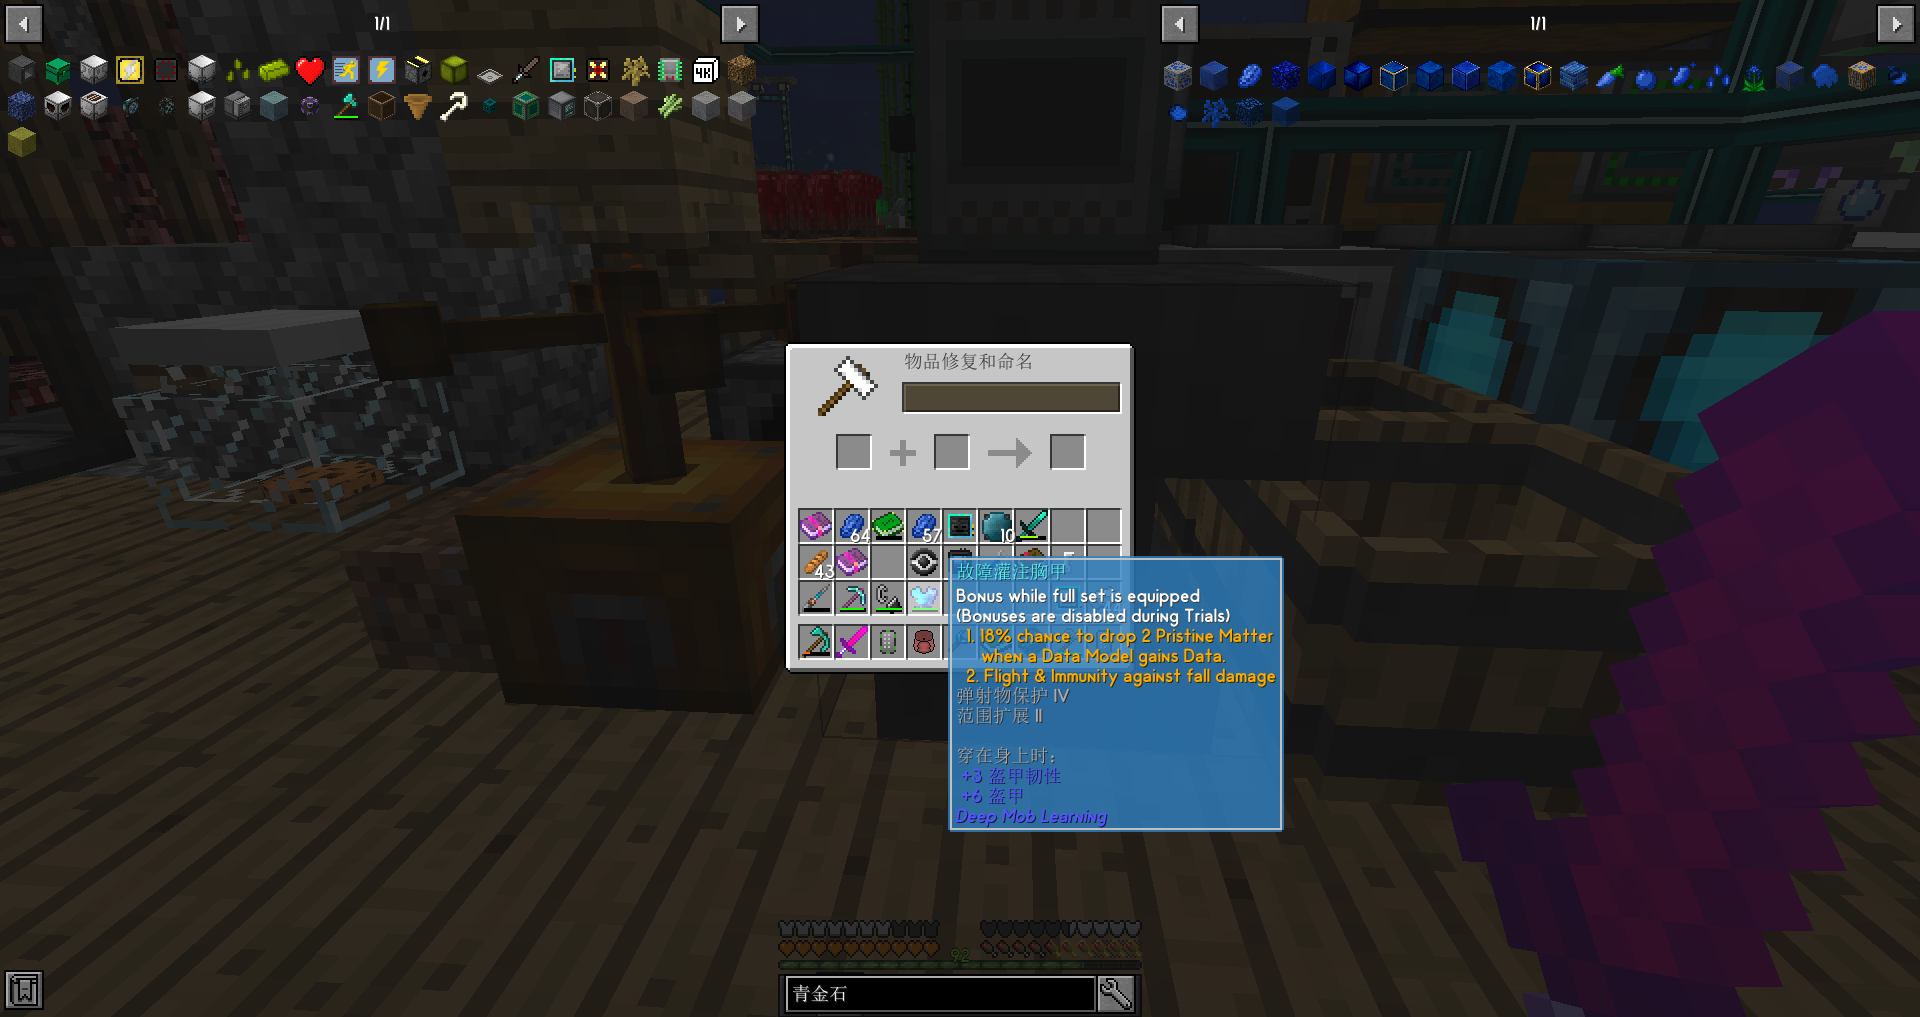 1/1
1/1
4K
物品修复和命名
64
57
10
43
故障灌注胸甲
Bonus while full set is equipped
(Bonuses are disabled during Trials)
1. 18% chance to drop 2 Pristine Matter
when a Data Model gains Data.
2. Flight & Immunity against fall damage
弹射物保护 IV
范围扩展 II
穿在身上时：
+3 盔甲韧性
+6 盔甲
Deep Mob Learning
92
青金石